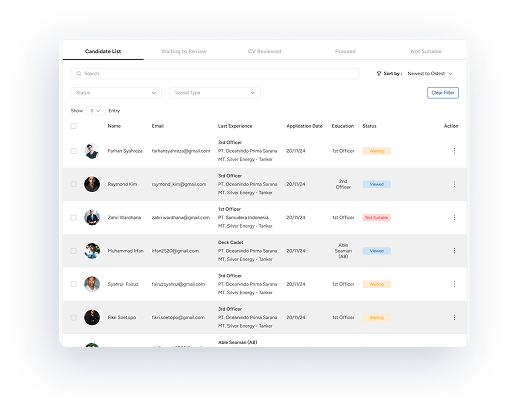 Candidate List Waiting to Review CV Reviewed Proceed Not Suitable
Search Sort by : Newest to Oldest
Status Vessel Type Clear Filter
Show 8 Entry
Name Email Last Experience Application Date Education Status Action
3rd Officer
Farhan Syahreza farhansyahreza@gmail.com PT. Oceanindo Prima Sarana 20/11/24 1st Officer Waiting
MT. Silver Energy - Tanker
3rd Officer
Raymond Kim raymond_kim@gmail.com PT. Oceanindo Prima Sarana 20/11/24 2nd Officer Viewed
MT. Silver Energy - Tanker
1st Officer
Zahri Wardhana zahri.wardhana@gmail.com PT. Samudera Indonesia 20/11/24 1st Officer Not Suitable
MT. Silver Energy - Tanker
Deck Cadet
Muhammad Irfan irfan2520@gmail.com PT. Oceanindo Prima Sarana 20/11/24 Able Seaman (AB) Viewed
MT. Silver Energy - Tanker
3rd Officer
Syahrul Fairuz fairuzsyahrul@gmail.com PT. Oceanindo Prima Sarana 20/11/24 1st Officer Waiting
MT. Silver Energy - Tanker
3rd Officer
Fikri Soetopo fikri.soetopo@gmail.com PT. Oceanindo Prima Sarana 20/11/24 1st Officer Waiting
MT. Silver Energy - Tanker
Able Seaman (AB)